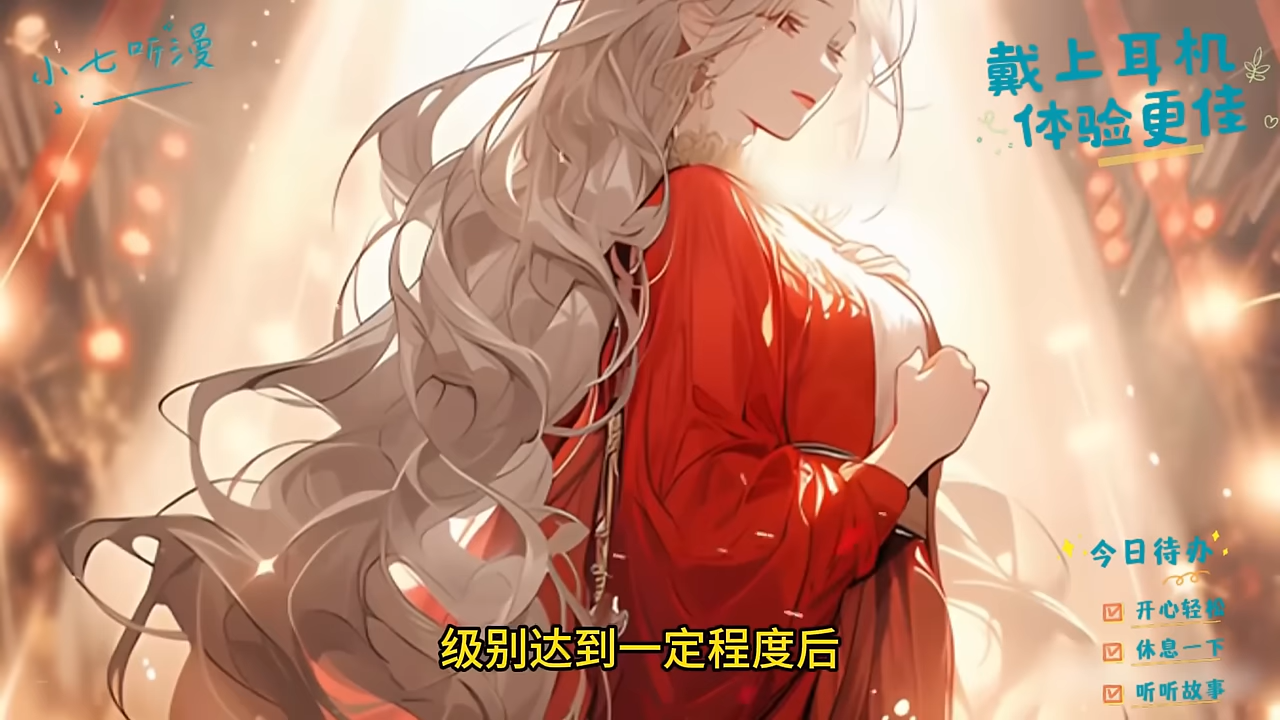 小七听漫
戴上耳机
体验更佳
今日待办
开心轻松
休息一下
听听故事
级别达到一定程度后